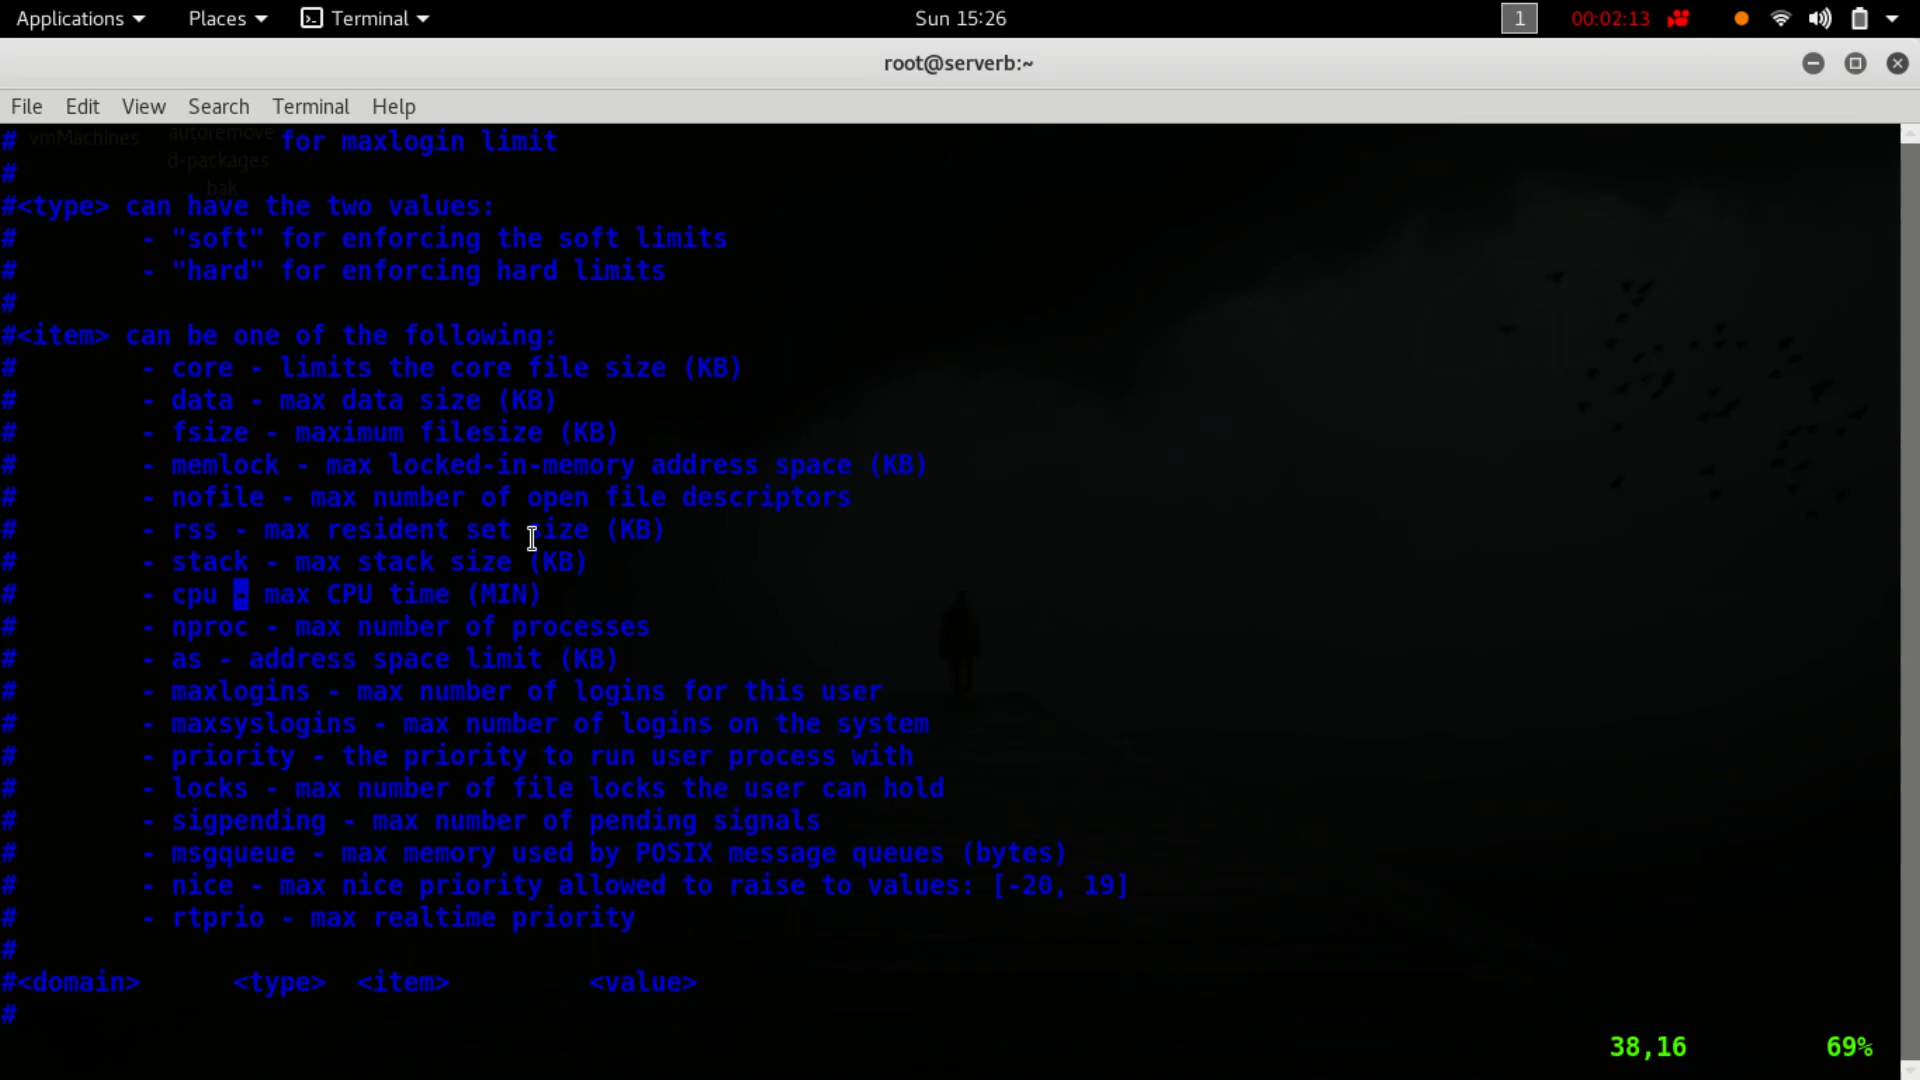 Applications Places Terminal Sun 15:26 1 00:02:13
root@serverb:~
File Edit View Search Terminal Help
vmMachines autoremove
d-packages
bak
# for maxlogin limit
#
#<type> can have the two values:
# - "soft" for enforcing the soft limits
# - "hard" for enforcing hard limits
#
#<item> can be one of the following:
# - core - limits the core file size (KB)
# - data - max data size (KB)
# - fsize - maximum filesize (KB)
# - memlock - max locked-in-memory address space (KB)
# - nofile - max number of open file descriptors
# - rss - max resident set size (KB)
# - stack - max stack size (KB)
# - cpu - max CPU time (MIN)
# - nproc - max number of processes
# - as - address space limit (KB)
# - maxlogins - max number of logins for this user
# - maxsyslogins - max number of logins on the system
# - priority - the priority to run user process with
# - locks - max number of file locks the user can hold
# - sigpending - max number of pending signals
# - msgqueue - max memory used by POSIX message queues (bytes)
# - nice - max nice priority allowed to raise to values: [-20, 19]
# - rtprio - max realtime priority
#
#<domain> <type> <item> <value>
#
38,16 69%